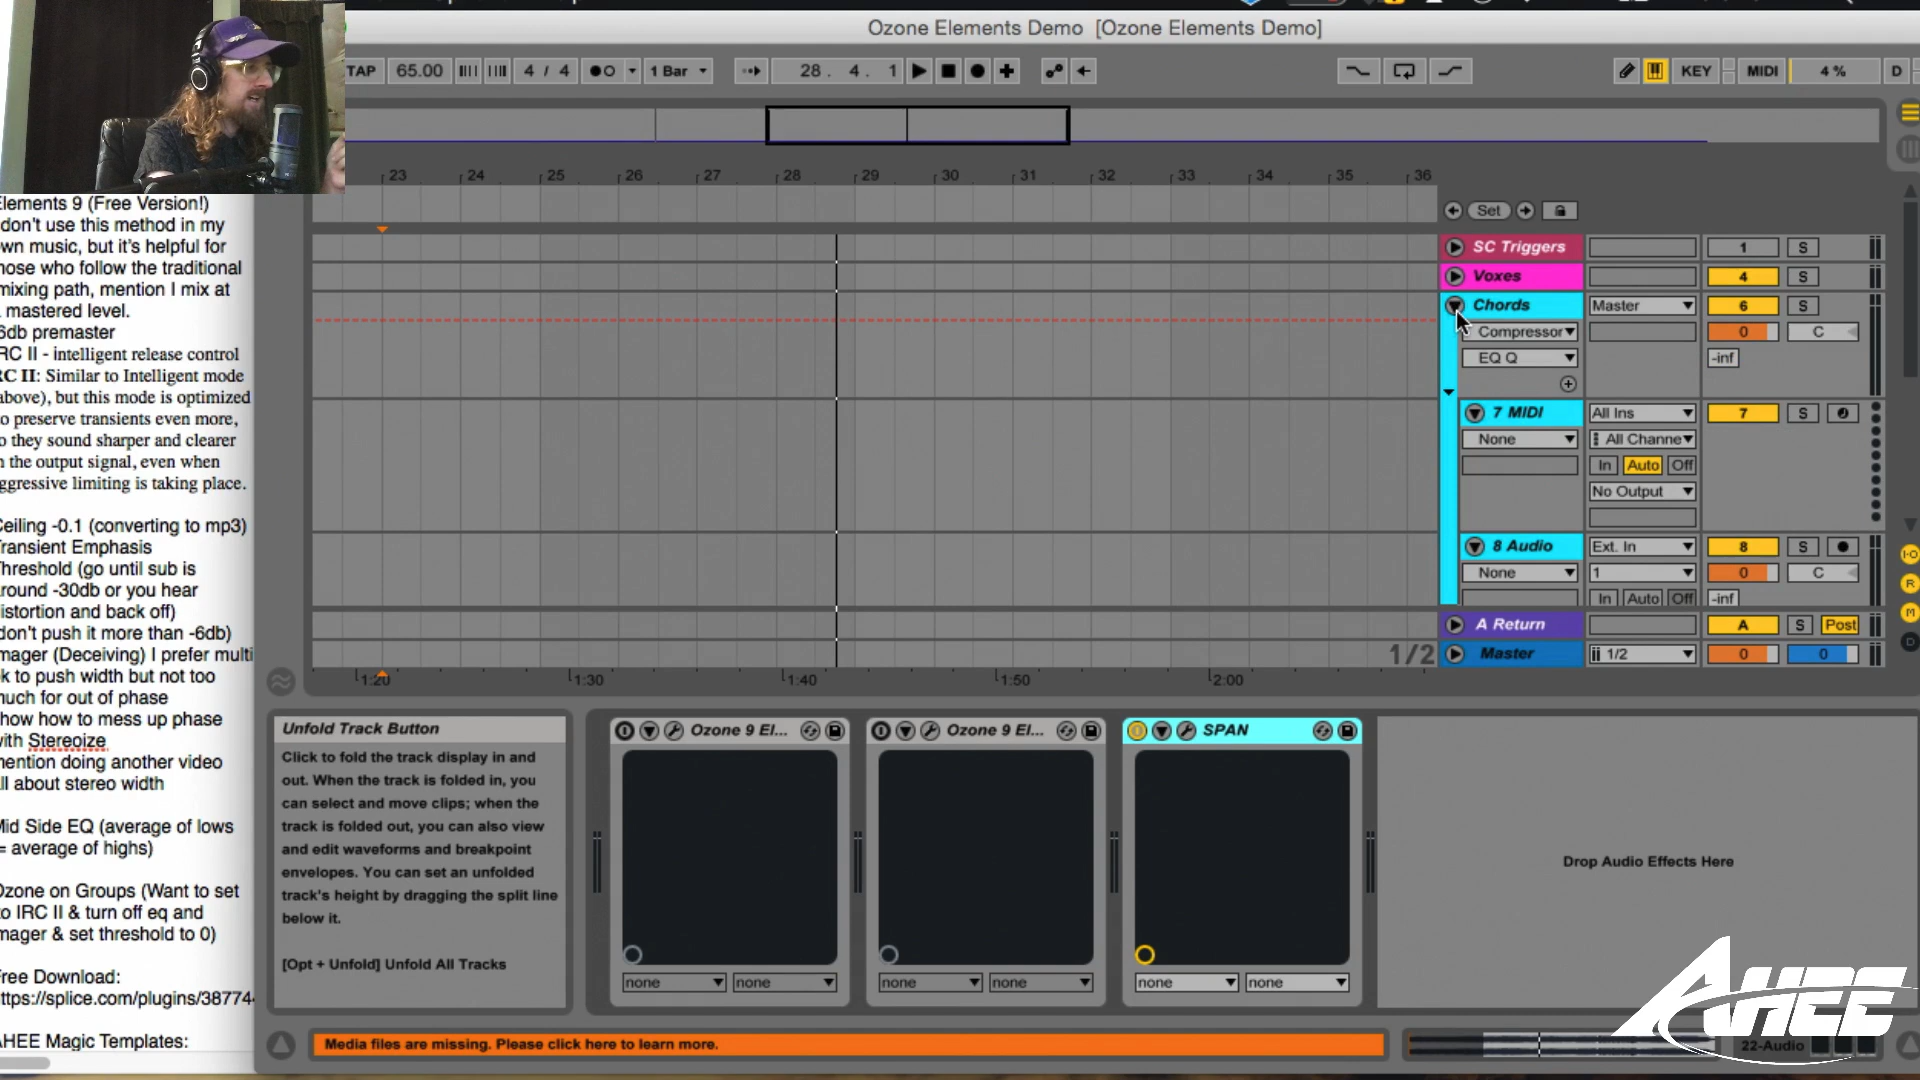 Ozone Elements Demo [Ozone Elements Demo]
TAP 65.00 4 / 4 1 Bar 28. 4. 1 KEY MIDI 4 % D
23 24 25 26 27 28 29 30 31 32 33 34 35 36
Set
SC Triggers 1 S
Voxes 4 S
Chords Master 6 S
Compressor 0 C
EQ Q -inf
7 MIDI All Ins 7 S
None All Channe
In Auto Off
No Output
8 Audio Ext. In 8 S
None 1 0 C
In Auto Off -inf
A Return A S Post
1/2 Master 1/2 0 0
1:20 1:30 1:40 1:50 2:00
Elements 9 (Free Version!)
don't use this method in my
wn music, but it's helpful for
hose who follow the traditional
mixing path, mention I mix at
mastered level.
6db premaster
RC II - intelligent release control
RC II: Similar to Intelligent mode
above), but this mode is optimized
o preserve transients even more,
o they sound sharper and clearer
n the output signal, even when
ggressive limiting is taking place.
Ceiling -0.1 (converting to mp3)
Transient Emphasis
Threshold (go until sub is
round -30db or you hear
istortion and back off)
don't push it more than -6db)
mager (Deceiving) I prefer multi
k to push width but not too
much for out of phase
how how to mess up phase
with Stereoize
mention doing another video
ll about stereo width
Mid Side EQ (average of lows
= average of highs)
Ozone on Groups (Want to set
o IRC II & turn off eq and
mager & set threshold to 0)
Free Download:
ttps://splice.com/plugins/38774
AHEE Magic Templates:
Unfold Track Button
Click to fold the track display in and
out. When the track is folded in, you
can select and move clips; when the
track is folded out, you can also view
and edit waveforms and breakpoint
envelopes. You can set an unfolded
track's height by dragging the split line
below it.
[Opt + Unfold] Unfold All Tracks
Ozone 9 El... Ozone 9 El... SPAN
none none none none none none
Drop Audio Effects Here
AHEE
Media files are missing. Please click here to learn more.
22-Audio